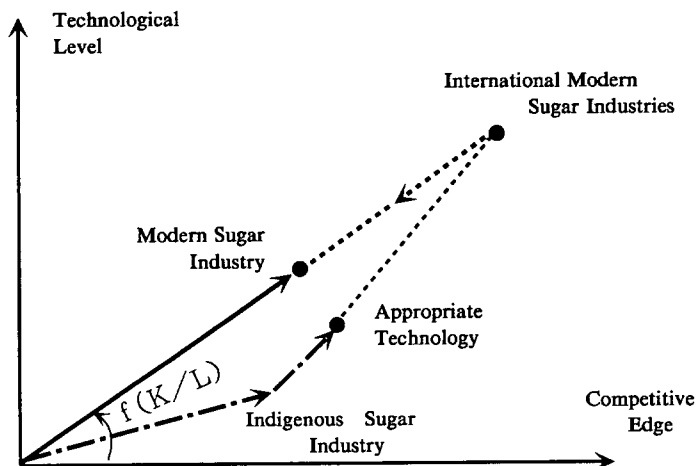 Technological
Level
International Modern
Sugar Industries
Modern Sugar
Industry
Appropriate
Technology
f(K/L)
Indigenous Sugar
Industry
Competitive
Edge